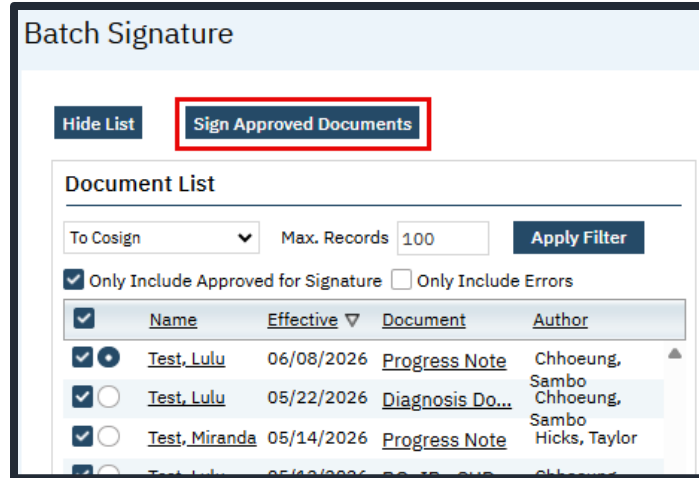 Batch Signature
Hide List Sign Approved Documents
Document List
To Cosign Max. Records 100 Apply Filter
Only Include Approved for Signature Only Include Errors
Name Effective Document Author
Test, Lulu 06/08/2026 Progress Note Chhoeung, Sambo
Test, Lulu 05/22/2026 Diagnosis Do... Chhoeung, Sambo
Test, Miranda 05/14/2026 Progress Note Hicks, Taylor